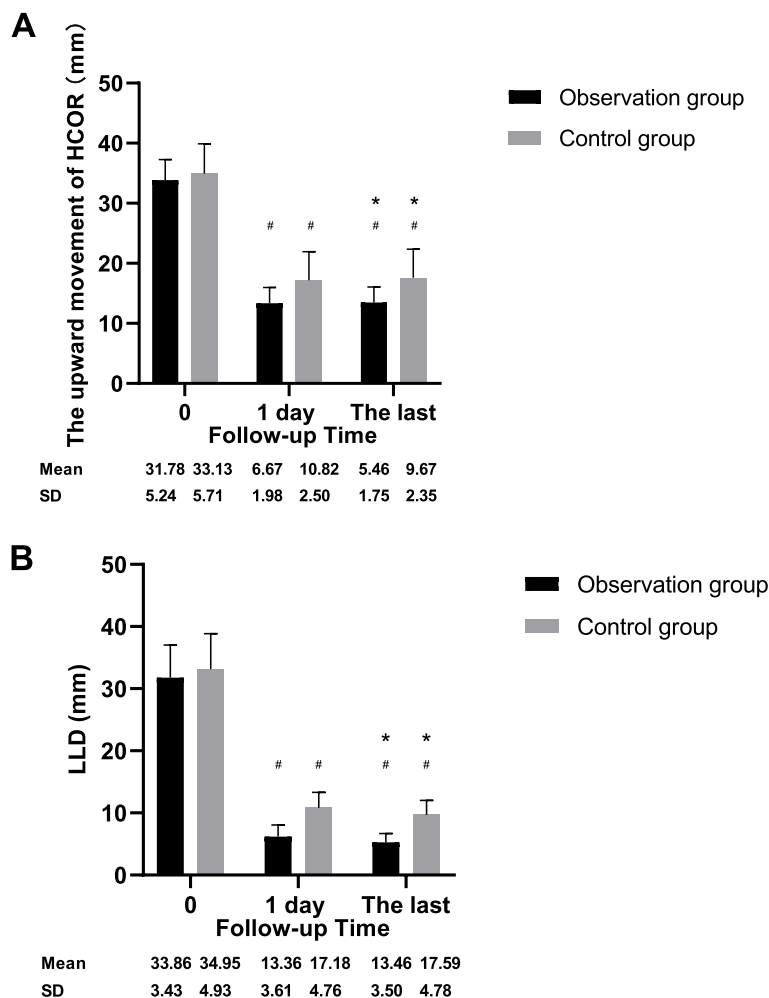 A
The upward movement of HCOR（mm）
50
40
30
20
10
0
* *
# # # #
0 1 day The last
Follow-up Time
Observation group
Control group
Mean 31.78 33.13 6.67 10.82 5.46 9.67
SD 5.24 5.71 1.98 2.50 1.75 2.35
B
LLD (mm)
50
40
30
20
10
0
* *
# # # #
0 1 day The last
Follow-up Time
Observation group
Control group
Mean 33.86 34.95 13.36 17.18 13.46 17.59
SD 3.43 4.93 3.61 4.76 3.50 4.78